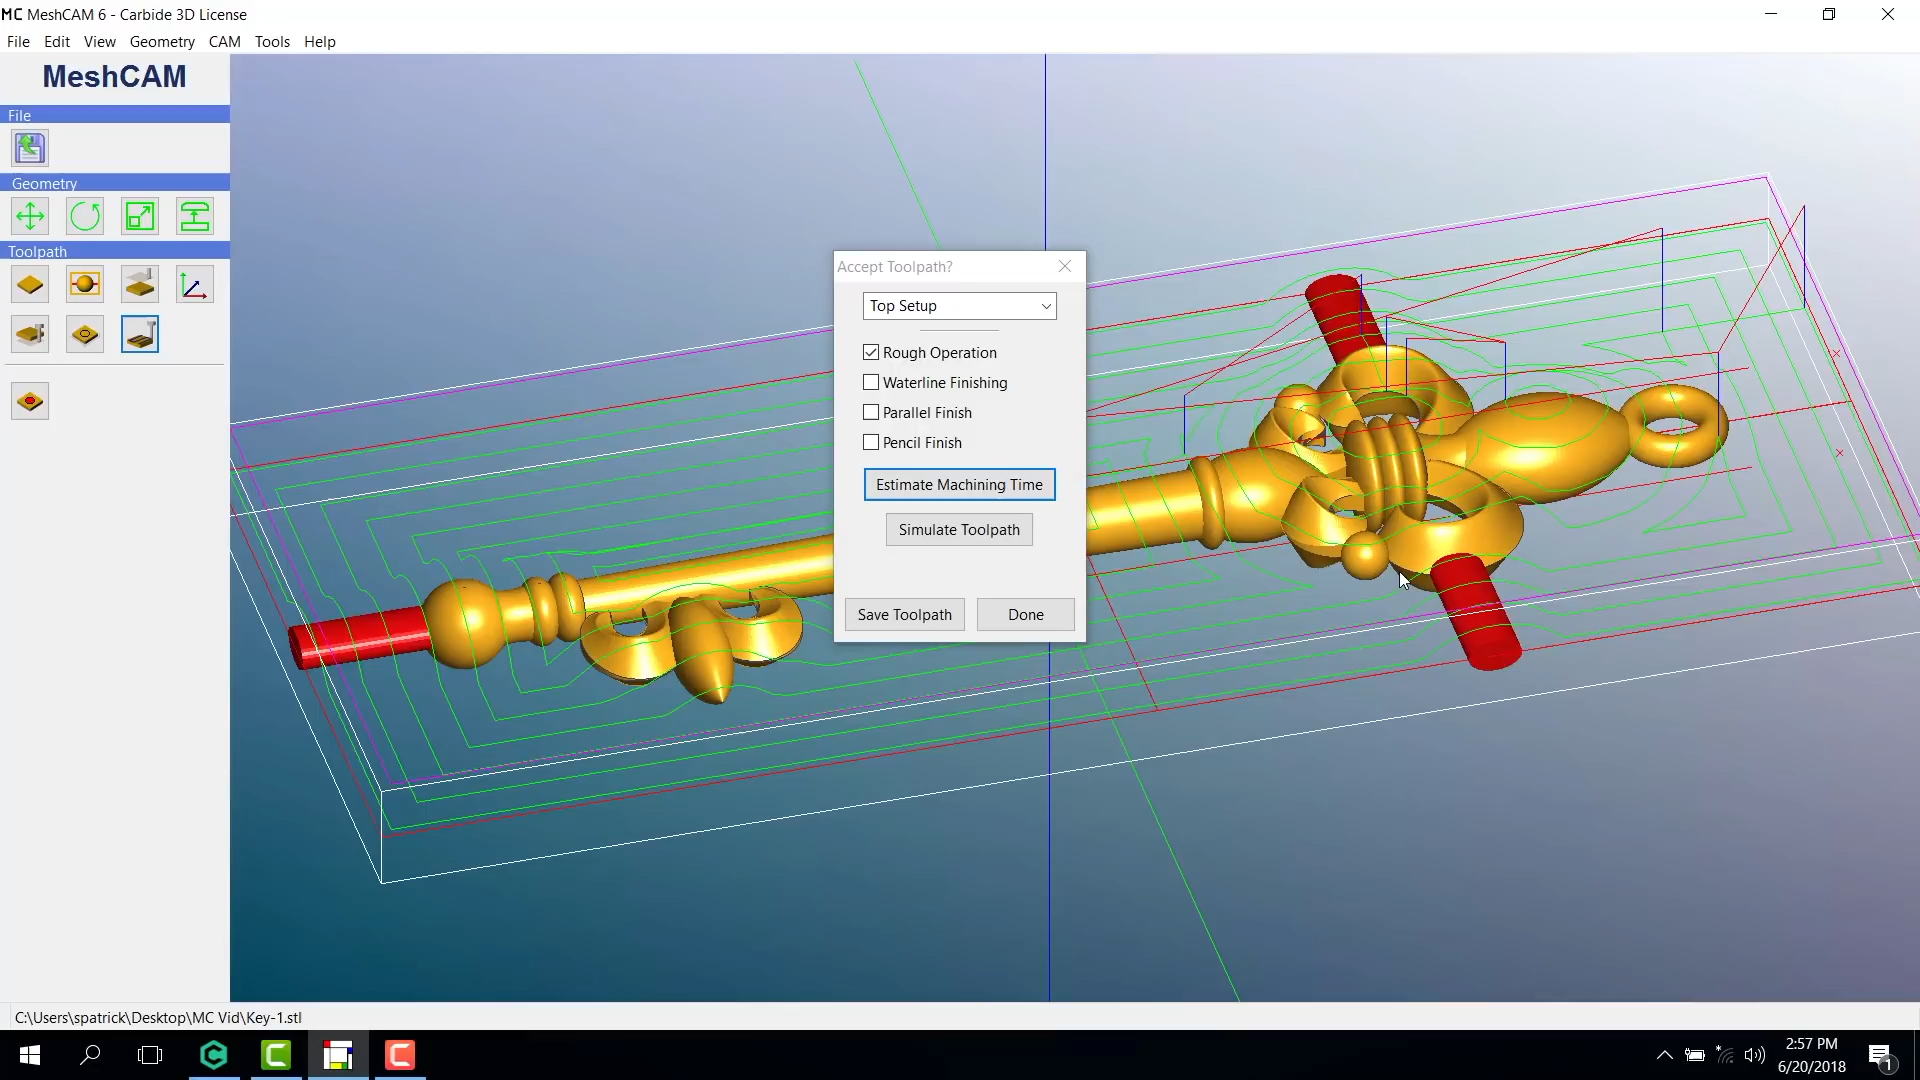 MC MeshCAM 6 - Carbide 3D License
File Edit View Geometry CAM Tools Help
MeshCAM
File
Geometry
Toolpath
Accept Toolpath?
Top Setup
Rough Operation
Waterline Finishing
Parallel Finish
Pencil Finish
Estimate Machining Time
Simulate Toolpath
Save Toolpath Done
C:\Users\spatrick\Desktop\MC Vid\Key-1.stl
2:57 PM
6/20/2018
1